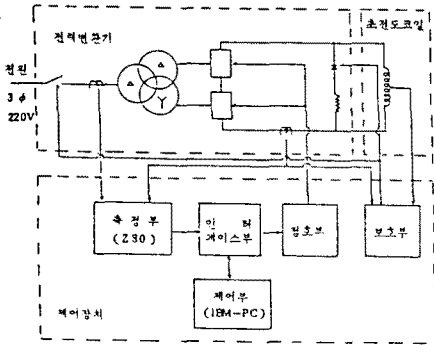 전력변환기
초전도코일
전원
3 φ
220V
Δ
Δ
Y
측 정 부
(Z80)
인 터
페이스부
점호부
보호부
제어부
(IBM-PC)
제어장치